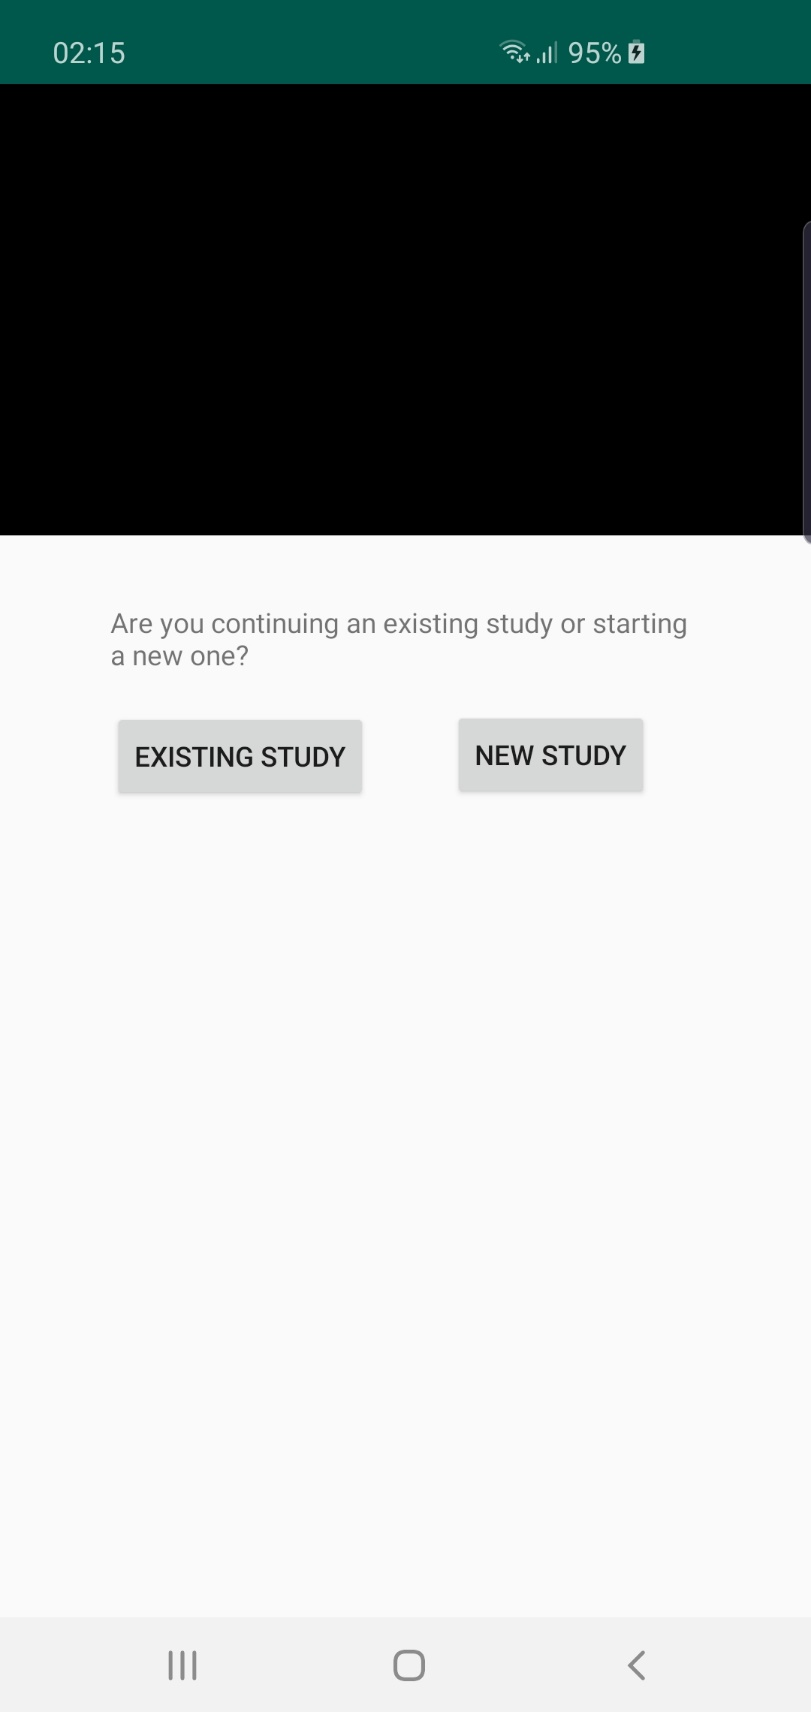 02:15 95%
Are you continuing an existing study or starting
a new one?
EXISTING STUDY NEW STUDY